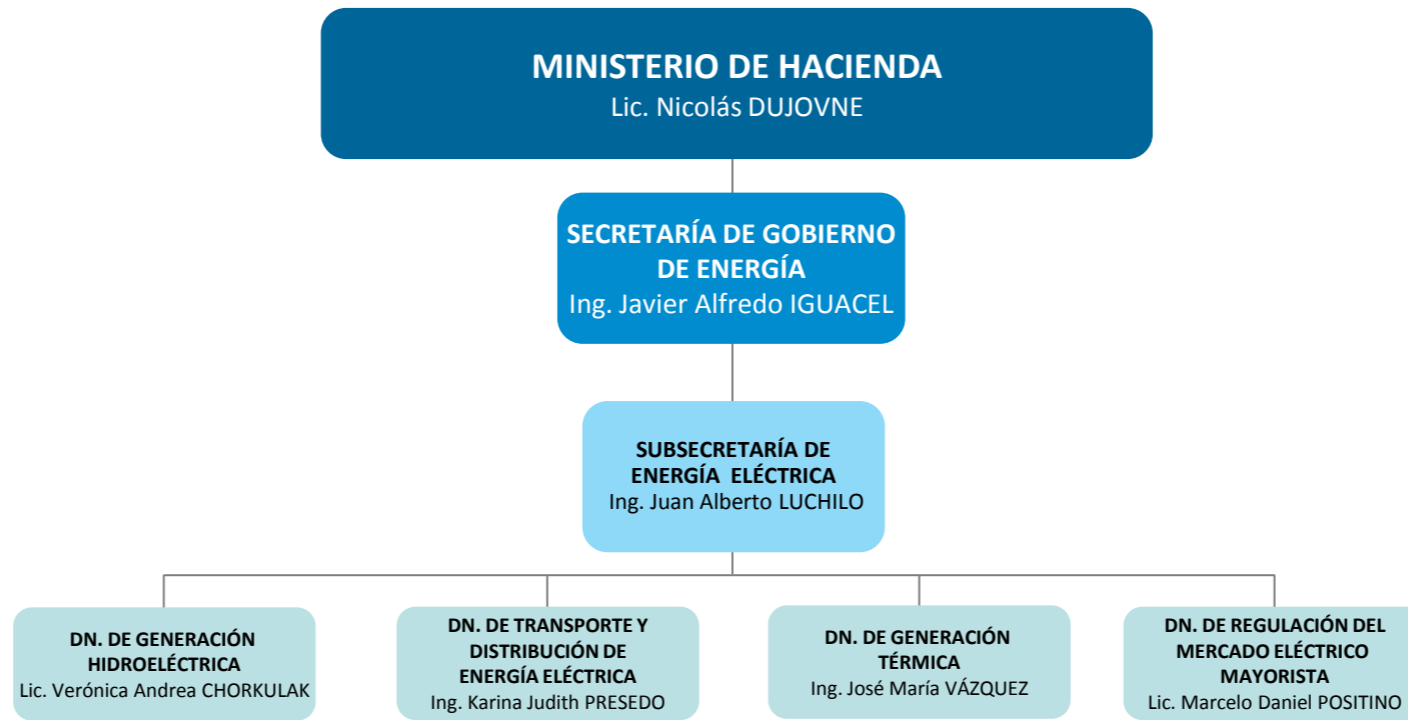 MINISTERIO DE HACIENDA
Lic. Nicolás DUJOVNE
SECRETARÍA DE GOBIERNO
DE ENERGÍA
Ing. Javier Alfredo IGUACEL
SUBSECRETARÍA DE
ENERGÍA ELÉCTRICA
Ing. Juan Alberto LUCHILO
DN. DE GENERACIÓN
HIDROELÉCTRICA
Lic. Verónica Andrea CHORKULAK
DN. DE TRANSPORTE Y
DISTRIBUCIÓN DE
ENERGÍA ELÉCTRICA
Ing. Karina Judith PRESEDO
DN. DE GENERACIÓN
TÉRMICA
Ing. José María VÁZQUEZ
DN. DE REGULACIÓN DEL
MERCADO ELÉCTRICO
MAYORISTA
Lic. Marcelo Daniel POSITINO